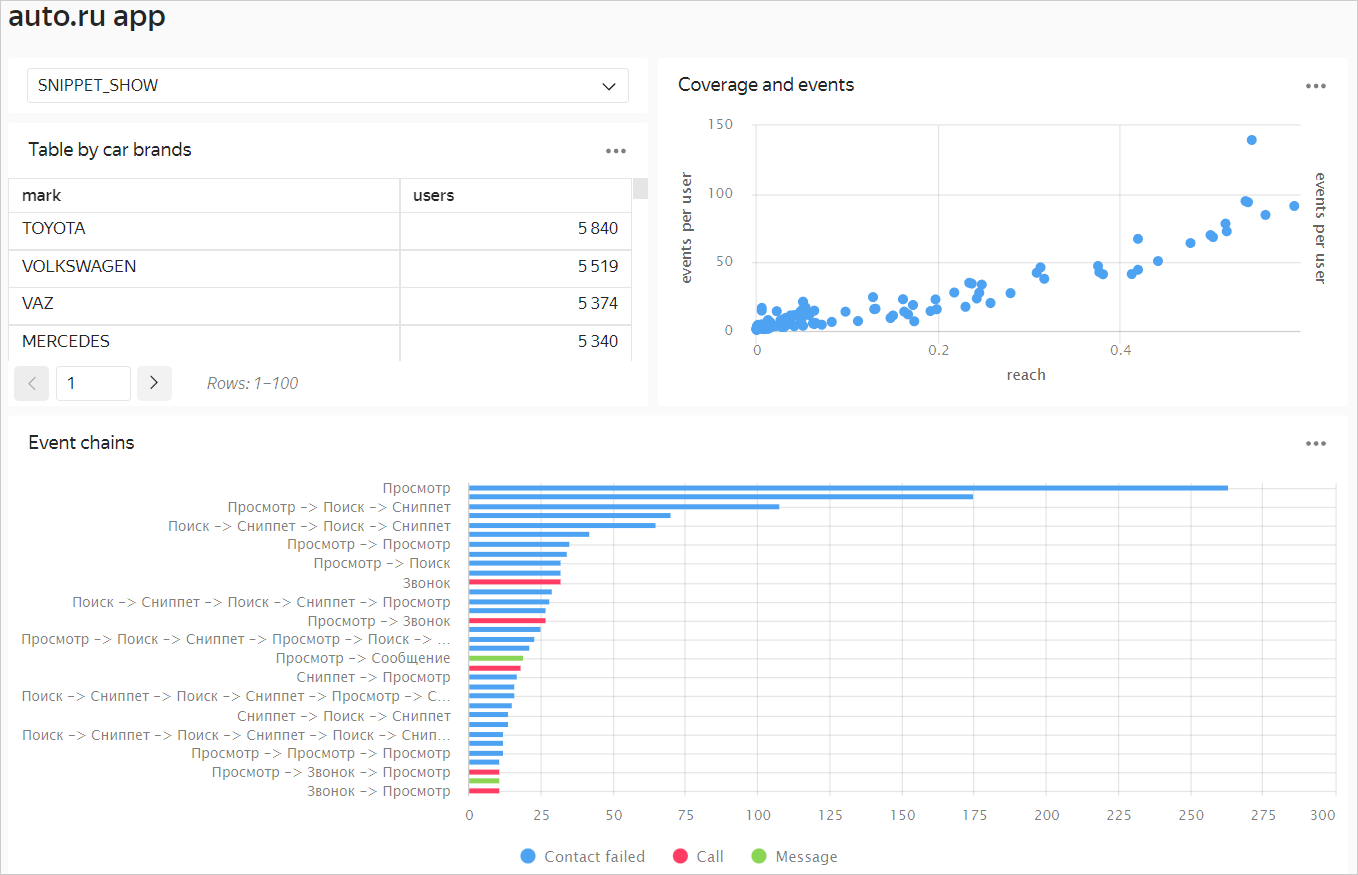 auto.ru app
SNIPPET_SHOW
Table by car brands
mark users
TOYOTA 5 840
VOLKSWAGEN 5 519
VAZ 5 374
MERCEDES 5 340
1 Rows: 1–100
Coverage and events
150
100
50
0
events per user
events per user
0 0.2 0.4
reach
Event chains
Просмотр
Просмотр -> Поиск -> Сниппет
Поиск -> Сниппет -> Поиск -> Сниппет
Просмотр -> Просмотр
Просмотр -> Поиск
Звонок
Поиск -> Сниппет -> Поиск -> Сниппет -> Просмотр
Просмотр -> Звонок
Просмотр -> Поиск -> Сниппет -> Просмотр -> Поиск -> ...
Просмотр -> Сообщение
Сниппет -> Просмотр
Поиск -> Сниппет -> Поиск -> Сниппет -> Просмотр -> С...
Сниппет -> Поиск -> Сниппет
Поиск -> Сниппет -> Поиск -> Сниппет -> Поиск -> Снип...
Просмотр -> Просмотр -> Просмотр
Просмотр -> Звонок -> Просмотр
Звонок -> Просмотр
0 25 50 75 100 125 150 175 200 225 250 275 300
Contact failed Call Message